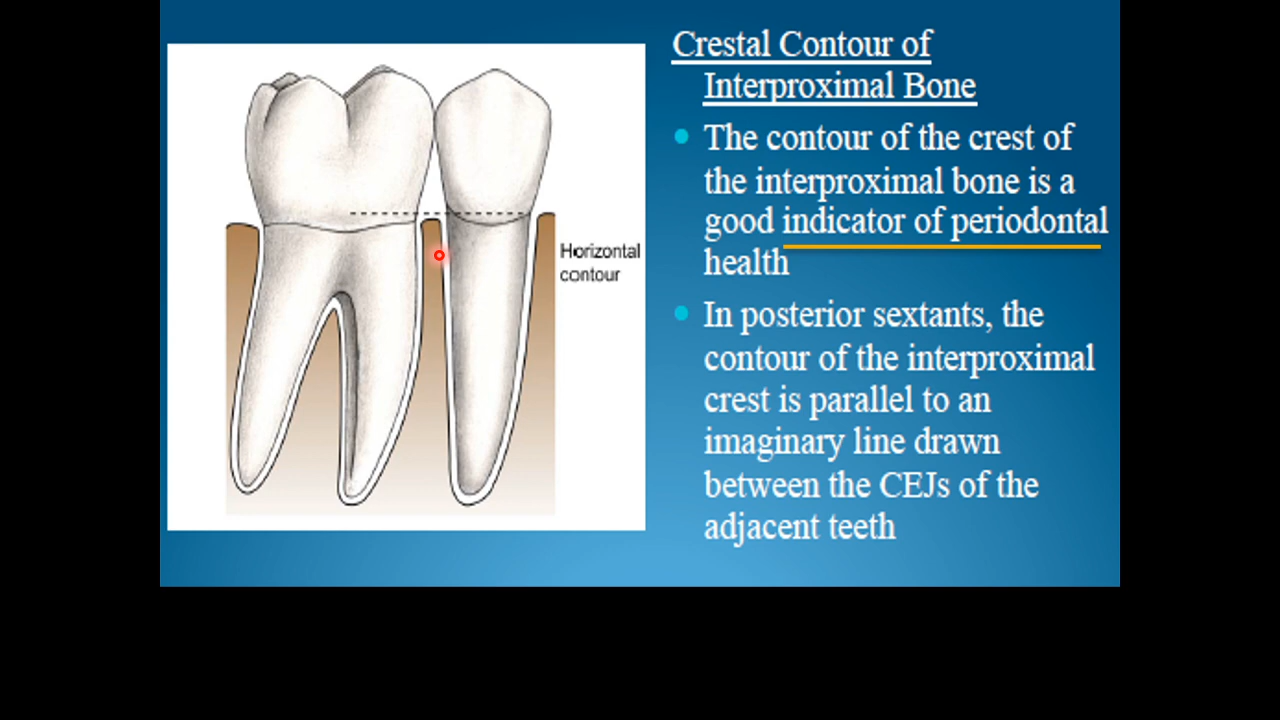 Crestal Contour of
Interproximal Bone
The contour of the crest of
the interproximal bone is a
good indicator of periodontal
health
In posterior sextants, the
contour of the interproximal
crest is parallel to an
imaginary line drawn
between the CEJs of the
adjacent teeth
Horizontal
contour